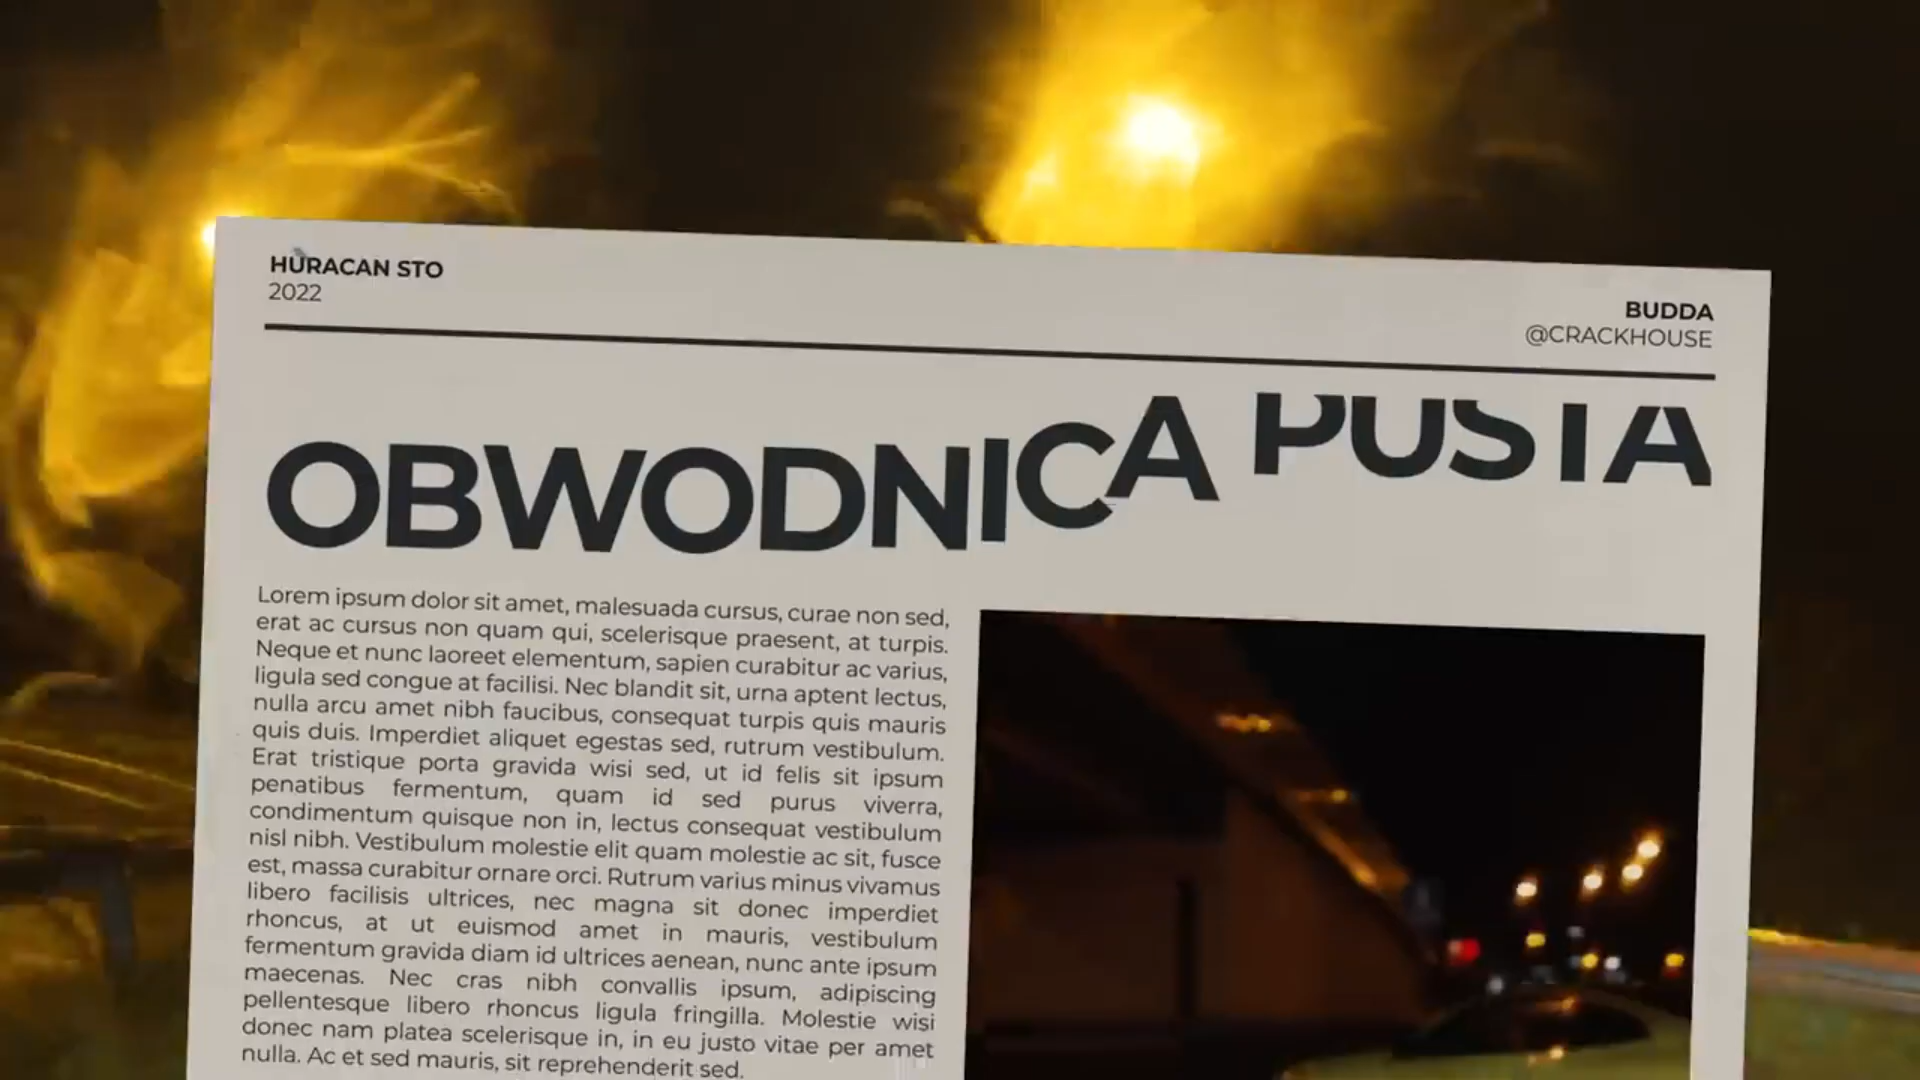 HURACAN STO
2022
BUDDA
@CRACKHOUSE
OBWODNICA PUSTA
Lorem ipsum dolor sit amet, malesuada cursus, curae non sed,
erat ac cursus non quam qui, scelerisque praesent, at turpis.
Neque et nunc laoreet elementum, sapien curabitur ac varius,
ligula sed congue at facilisi. Nec blandit sit, urna aptent lectus,
nulla arcu amet nibh faucibus, consequat turpis quis mauris
quis duis. Imperdiet aliquet egestas sed, rutrum vestibulum.
Erat tristique porta gravida wisi sed, ut id felis sit ipsum
penatibus fermentum, quam id sed purus viverra,
condimentum quisque non in, lectus consequat vestibulum
nisl nibh. Vestibulum molestie elit quam molestie ac sit, fusce
est, massa curabitur ornare orci. Rutrum varius minus vivamus
libero facilisis ultrices, nec magna sit donec imperdiet
rhoncus, at ut euismod amet in mauris, vestibulum
fermentum gravida diam id ultrices aenean, nunc ante ipsum
maecenas. Nec cras nibh convallis ipsum, adipiscing
pellentesque libero rhoncus ligula fringilla. Molestie wisi
donec nam platea scelerisque in, in eu justo vitae per amet
nulla. Ac et sed mauris, sit reprehenderit sed.